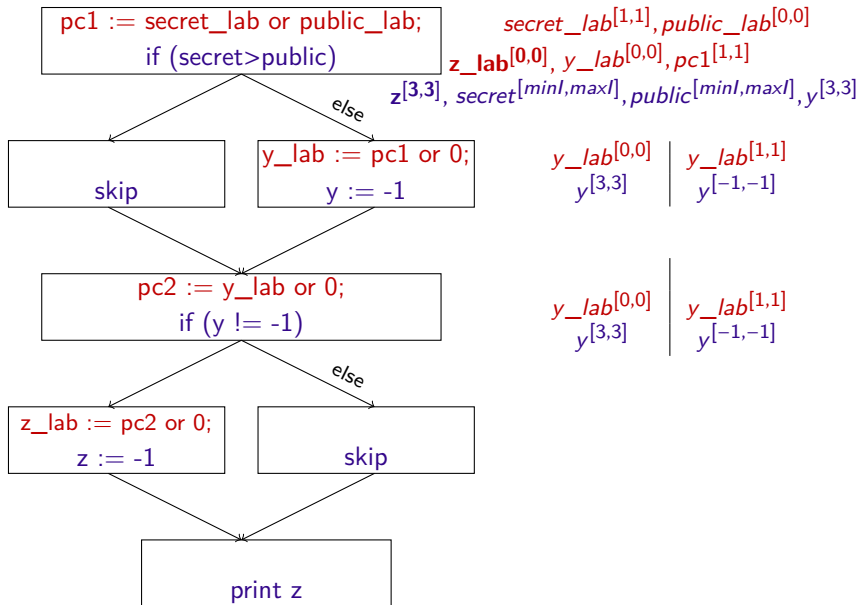 pc1 := secret_lab or public_lab;
if (secret>public)
secret_lab[1,1], public_lab[0,0]
z_lab[0,0], y_lab[0,0], pc1[1,1]
z[3,3], secret[minI,maxI], public[minI,maxI], y[3,3]
else
skip
y_lab := pc1 or 0;
y := -1
y_lab[0,0] y_lab[1,1]
y[3,3] y[-1,-1]
pc2 := y_lab or 0;
if (y != -1)
y_lab[0,0] y_lab[1,1]
y[3,3] y[-1,-1]
else
z_lab := pc2 or 0;
z := -1
skip
print z